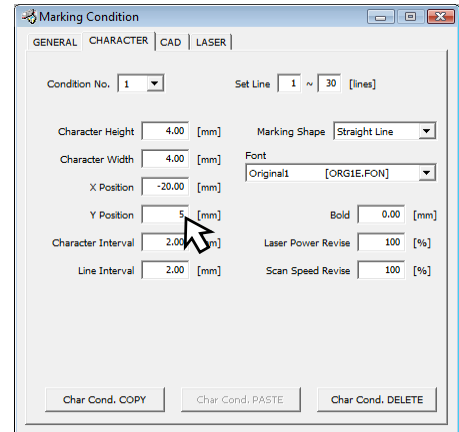 Marking Condition
GENERAL CHARACTER CAD LASER
Condition No. 1 Set Line 1 ~ 30 [lines]
Character Height 4.00 [mm] Marking Shape Straight Line
Character Width 4.00 [mm] Font
Original1 [ORG1E.FON]
X Position -20.00 [mm]
Y Position 5 [mm] Bold 0.00 [mm]
Character Interval 2.00 [mm] Laser Power Revise 100 [%]
Line Interval 2.00 [mm] Scan Speed Revise 100 [%]
Char Cond. COPY Char Cond. PASTE Char Cond. DELETE